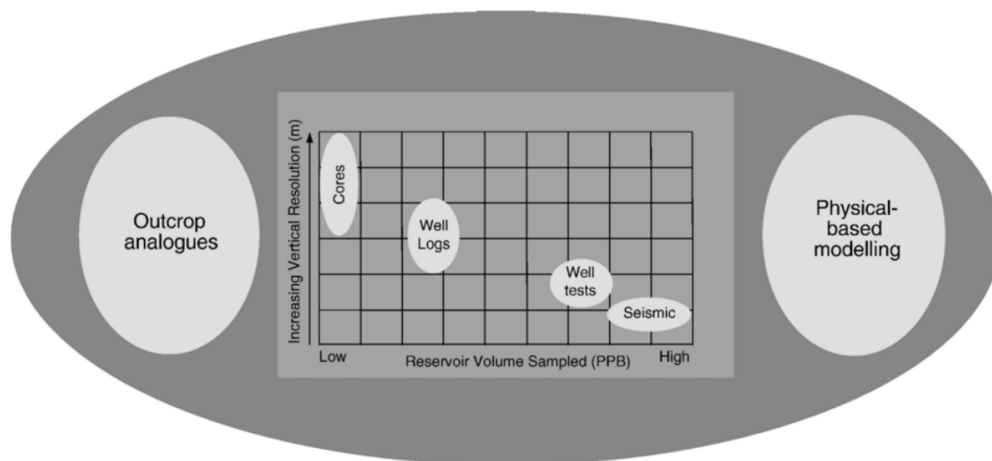 Outcrop
analogues
Increasing Vertical Resolution (m)
Cores
Well
Logs
Well
tests
Seismic
Low
Reservoir Volume Sampled (PPB)
High
Physical-
based
modelling